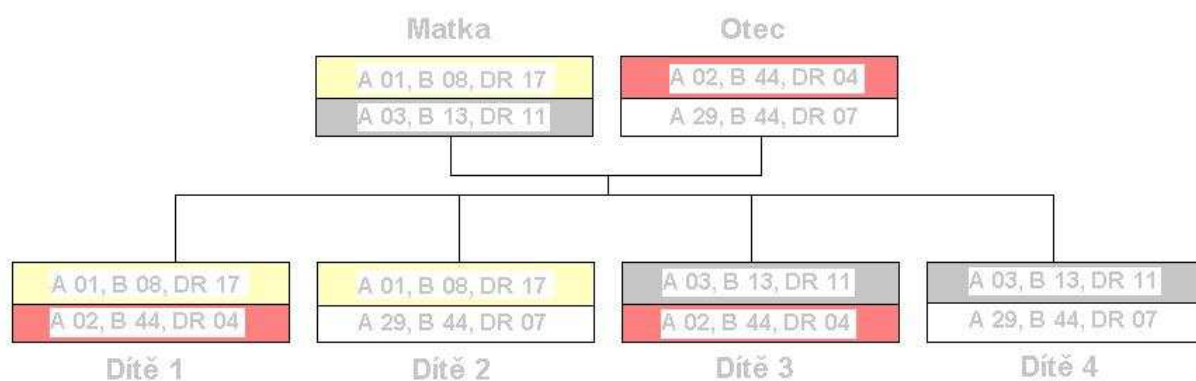 Matka Otec
A 01, B 08, DR 17 A 02, B 44, DR 04
A 03, B 13, DR 11 A 29, B 44, DR 07
A 01, B 08, DR 17 A 01, B 08, DR 17 A 03, B 13, DR 11 A 03, B 13, DR 11
A 02, B 44, DR 04 A 29, B 44, DR 07 A 02, B 44, DR 04 A 29, B 44, DR 07
Dítě 1 Dítě 2 Dítě 3 Dítě 4